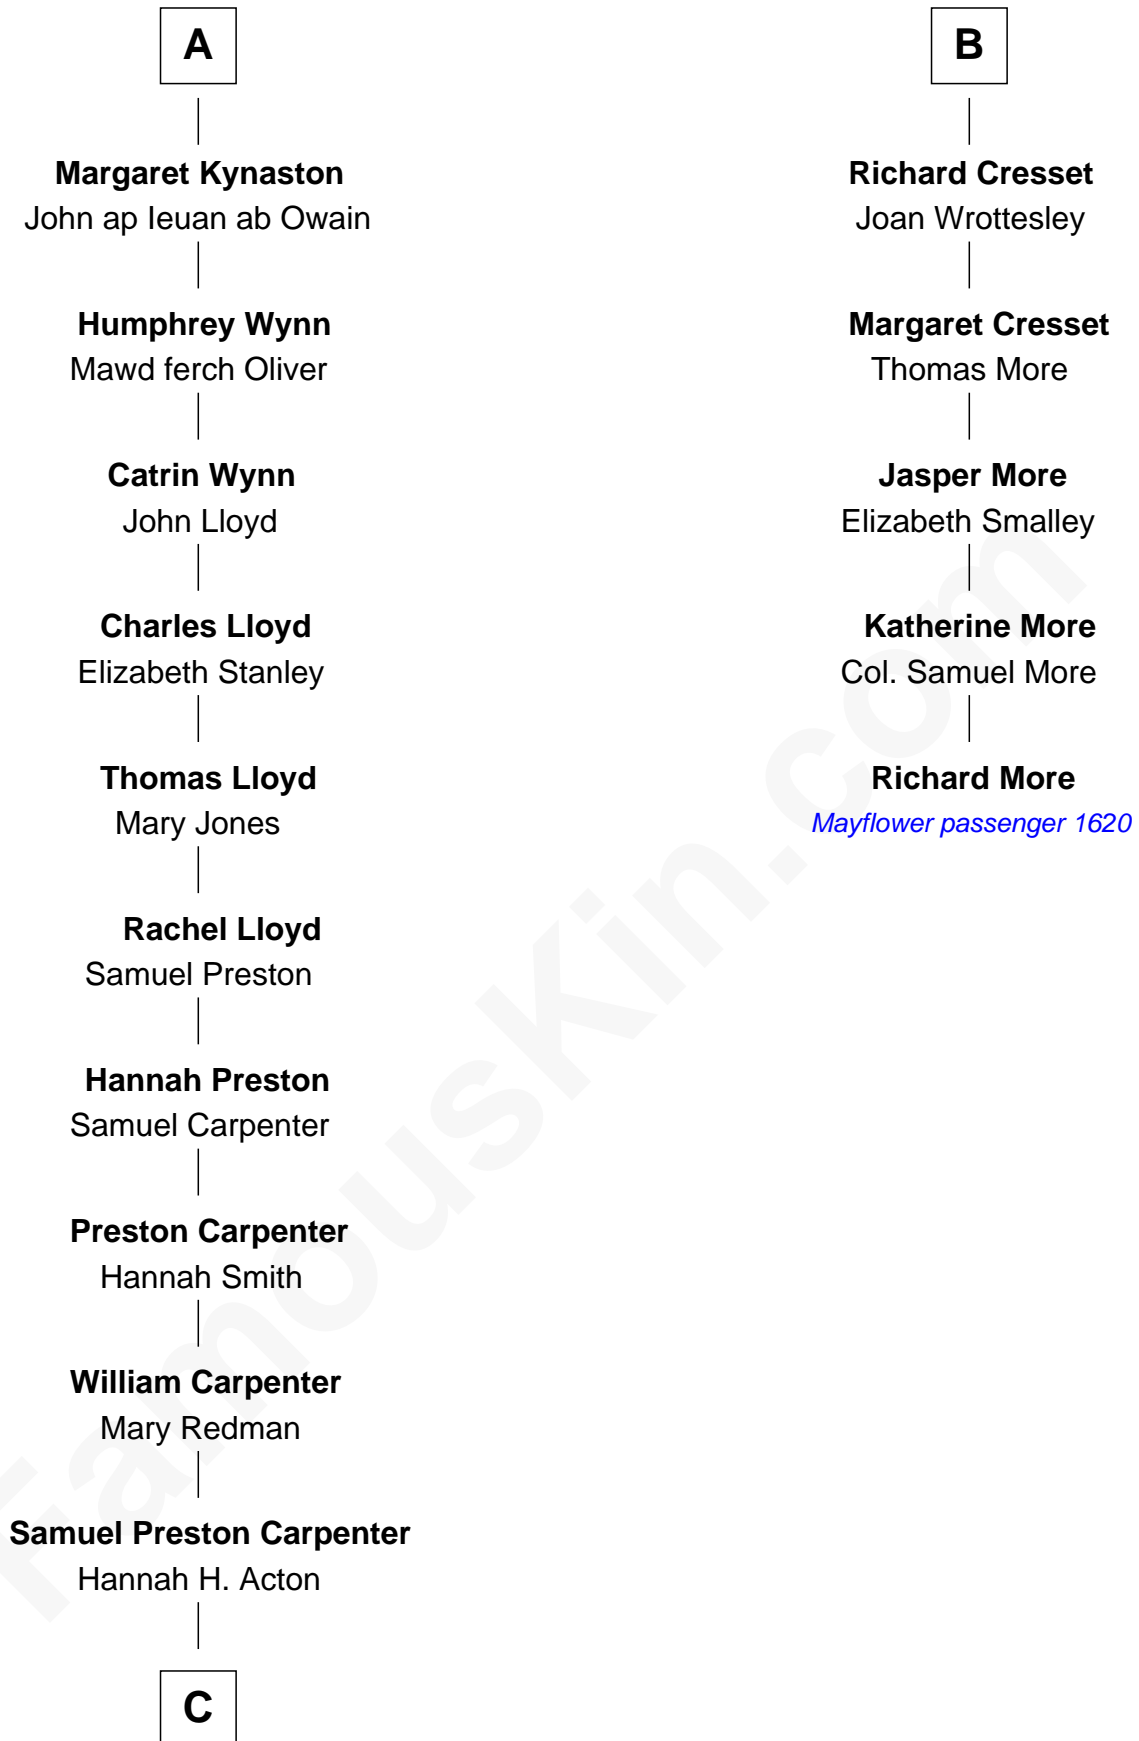 A
Margaret Kynaston
John ap Ieuan ab Owain
Humphrey Wynn
Mawd ferch Oliver
Catrin Wynn
John Lloyd
Charles Lloyd
Elizabeth Stanley
Thomas Lloyd
Mary Jones
Rachel Lloyd
Samuel Preston
Hannah Preston
Samuel Carpenter
Preston Carpenter
Hannah Smith
William Carpenter
Mary Redman
Samuel Preston Carpenter
Hannah H. Acton
C
B
Richard Cresset
Joan Wrottesley
Margaret Cresset
Thomas More
Jasper More
Elizabeth Smalley
Katherine More
Col. Samuel More
Richard More
Mayflower passenger 1620
FamousKin.com